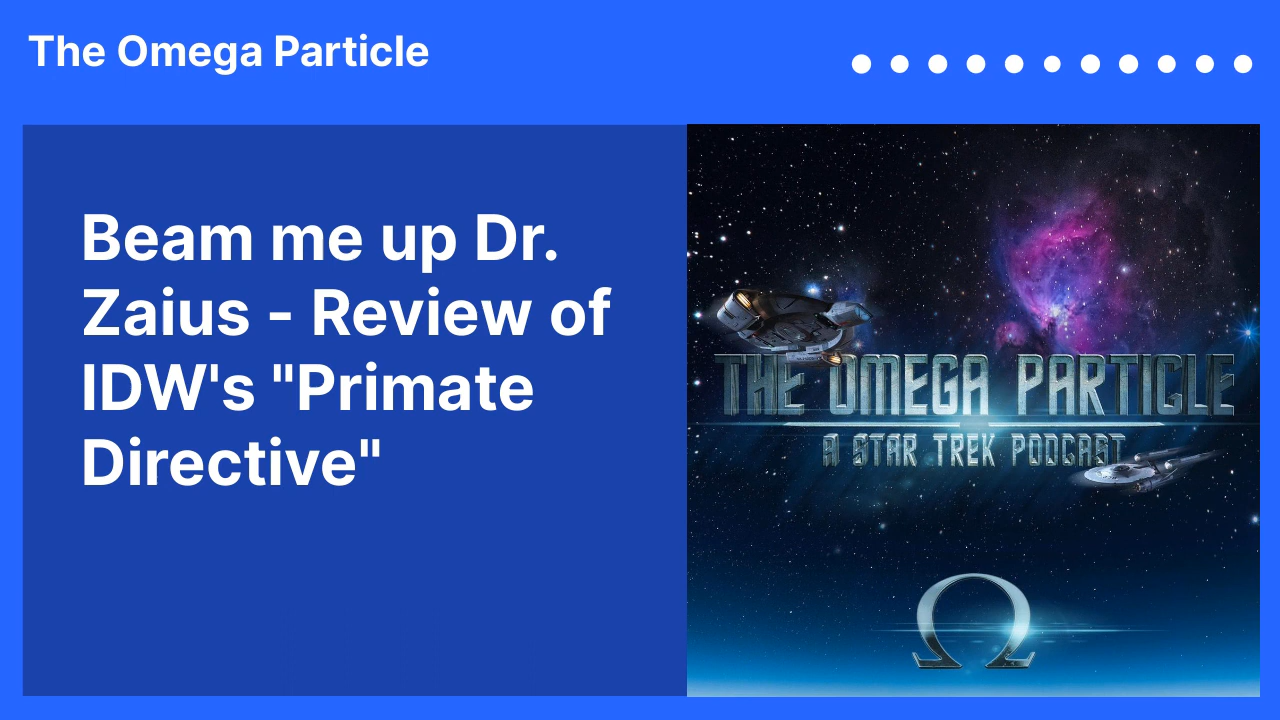 The Omega Particle
Beam me up Dr.
Zaius - Review of
IDW's "Primate
Directive"
THE OMEGA PARTICLE
A STAR TREK PODCAST
Ω